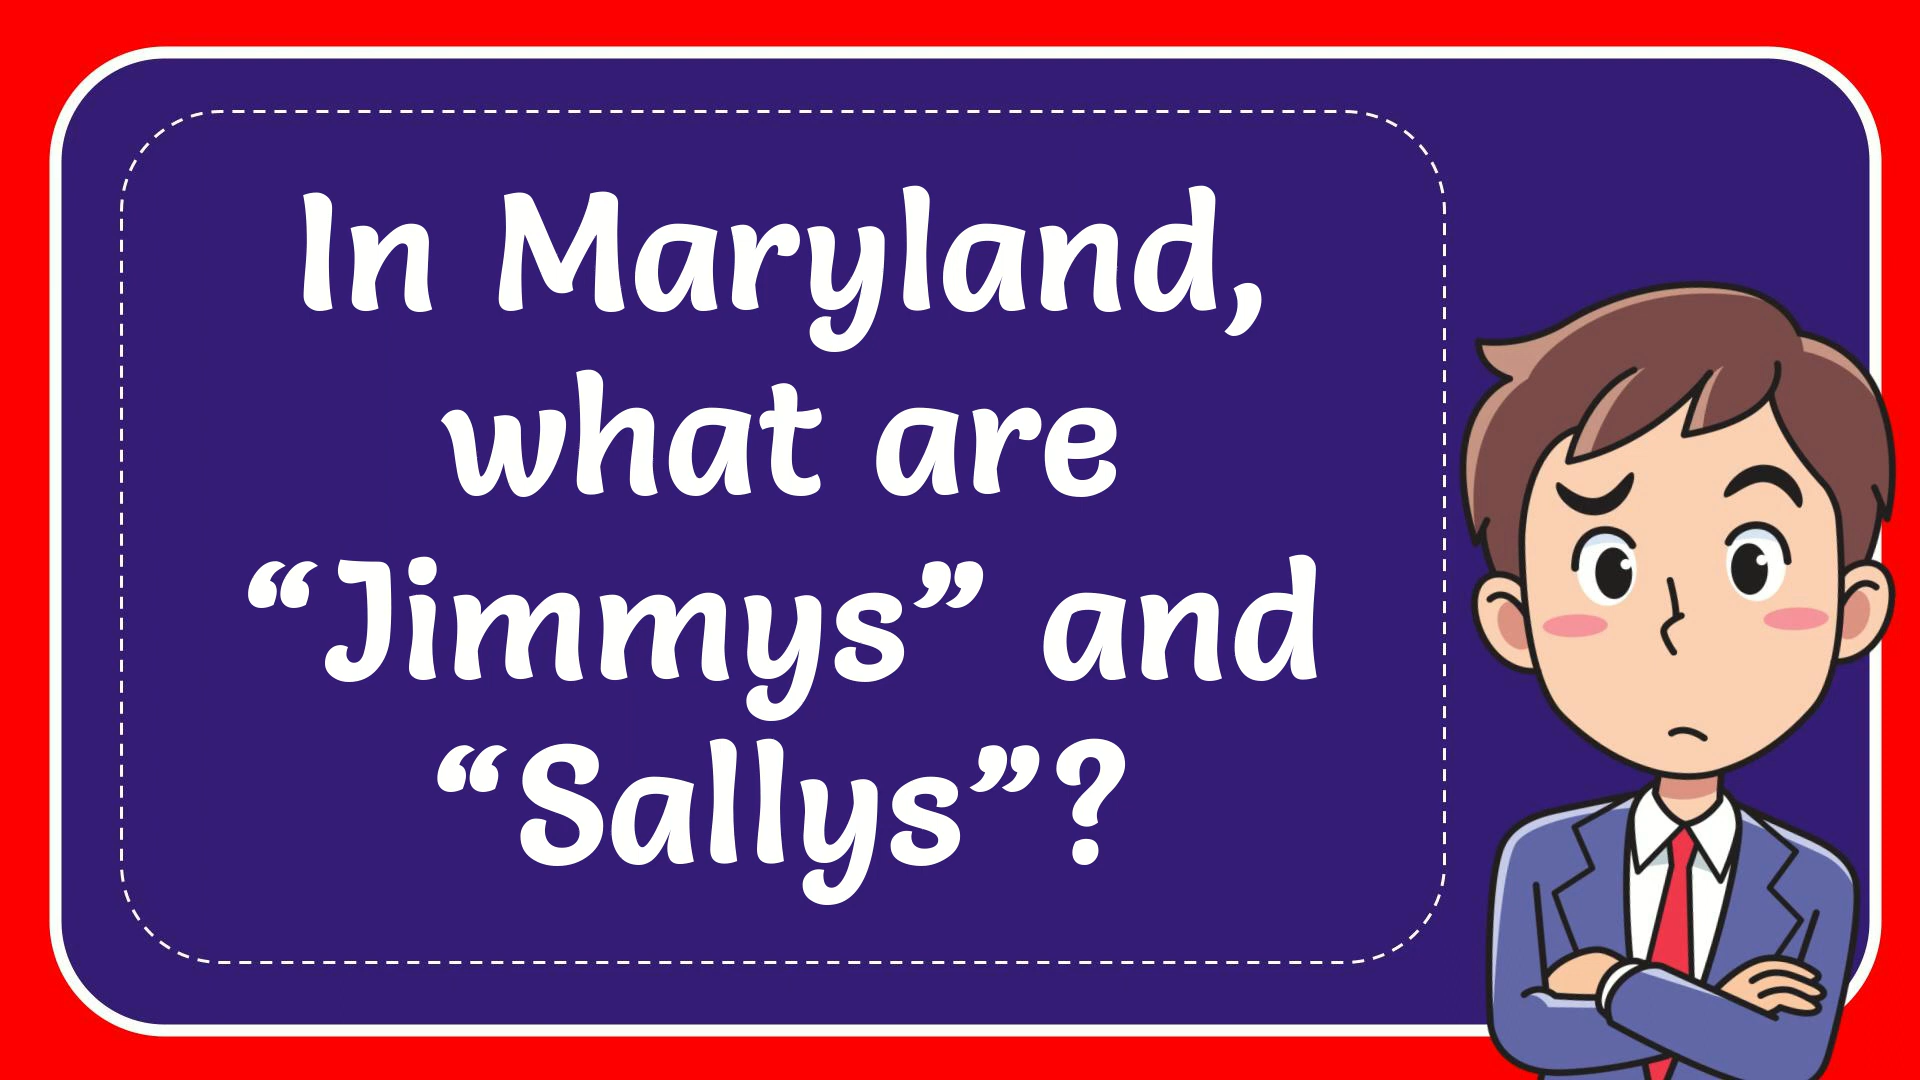 In Maryland,
what are
“Jimmys” and
“Sallys”?